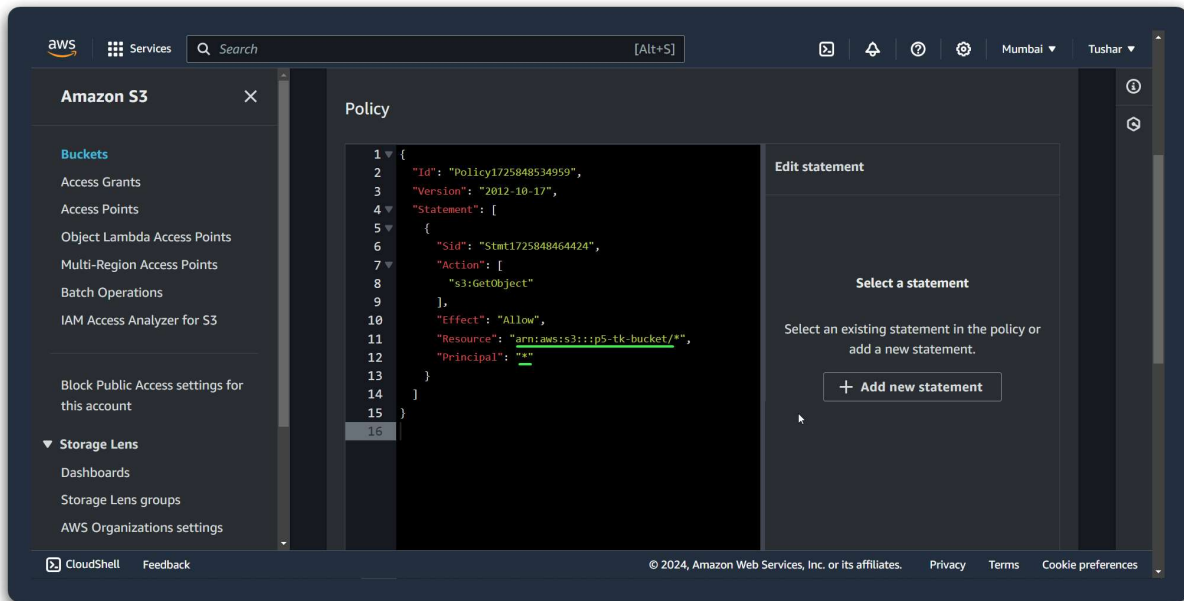 aws
Services
Search
[Alt+S]
Mumbai
Tushar
Amazon S3
Buckets
Access Grants
Access Points
Object Lambda Access Points
Multi-Region Access Points
Batch Operations
IAM Access Analyzer for S3
Block Public Access settings for
this account
Storage Lens
Dashboards
Storage Lens groups
AWS Organizations settings
Policy
1 {
2 "Id": "Policy1725848534959",
3 "Version": "2012-10-17",
4 "Statement": [
5 {
6 "Sid": "Stmt1725848464424",
7 "Action": [
8 "s3:GetObject"
9 ],
10 "Effect": "Allow",
11 "Resource": "arn:aws:s3:::p5-tk-bucket/*",
12 "Principal": "*"
13 }
14 ]
15 }
16
Edit statement
Select a statement
Select an existing statement in the policy or
add a new statement.
+ Add new statement
CloudShell
Feedback
© 2024, Amazon Web Services, Inc. or its affiliates.
Privacy
Terms
Cookie preferences